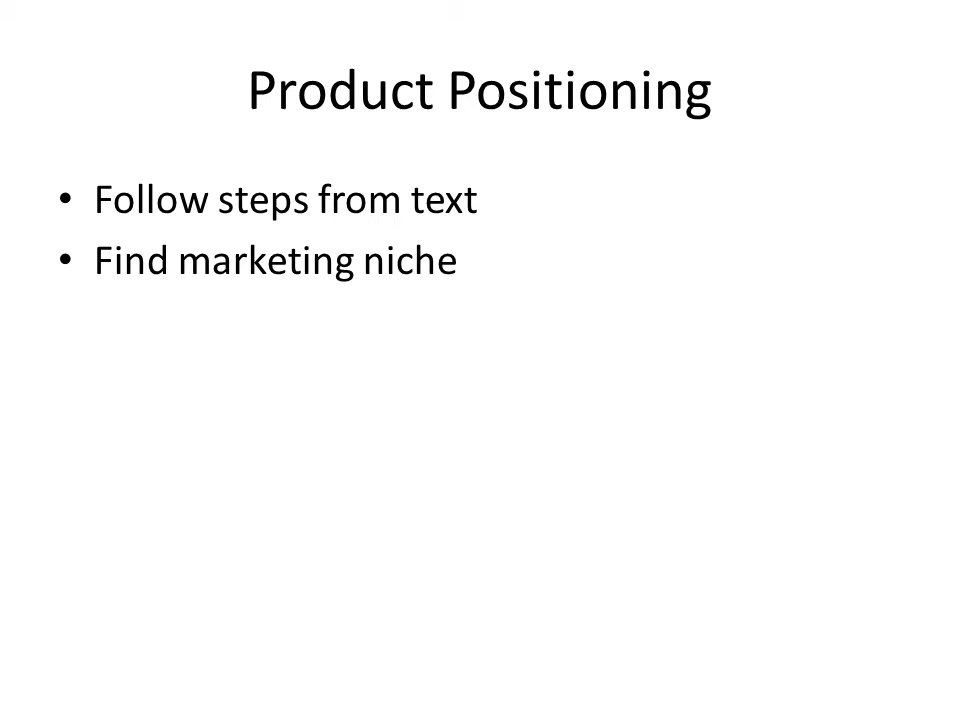 Product Positioning
• Follow steps from text
• Find marketing niche